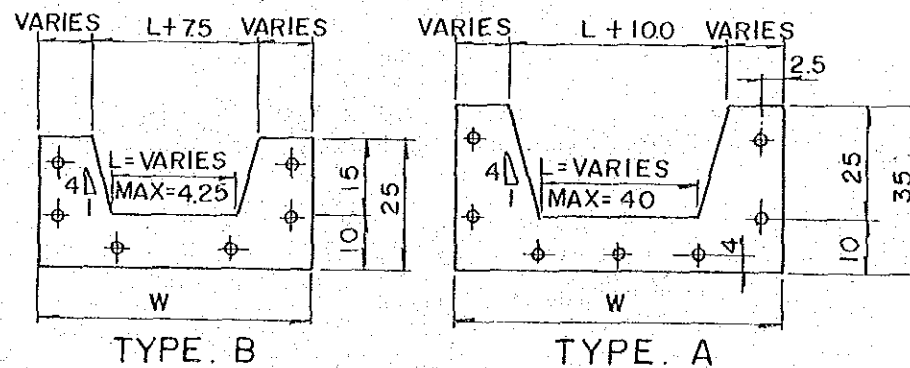 VARIES L+7.5 VARIES
L=VARIES
MAX=4.25
4
1
15
10
25
W
TYPE. B
VARIES L + 10.0 VARIES
2.5
L=VARIES
MAX= 40
4
1
25
10
35
4
W
TYPE. A